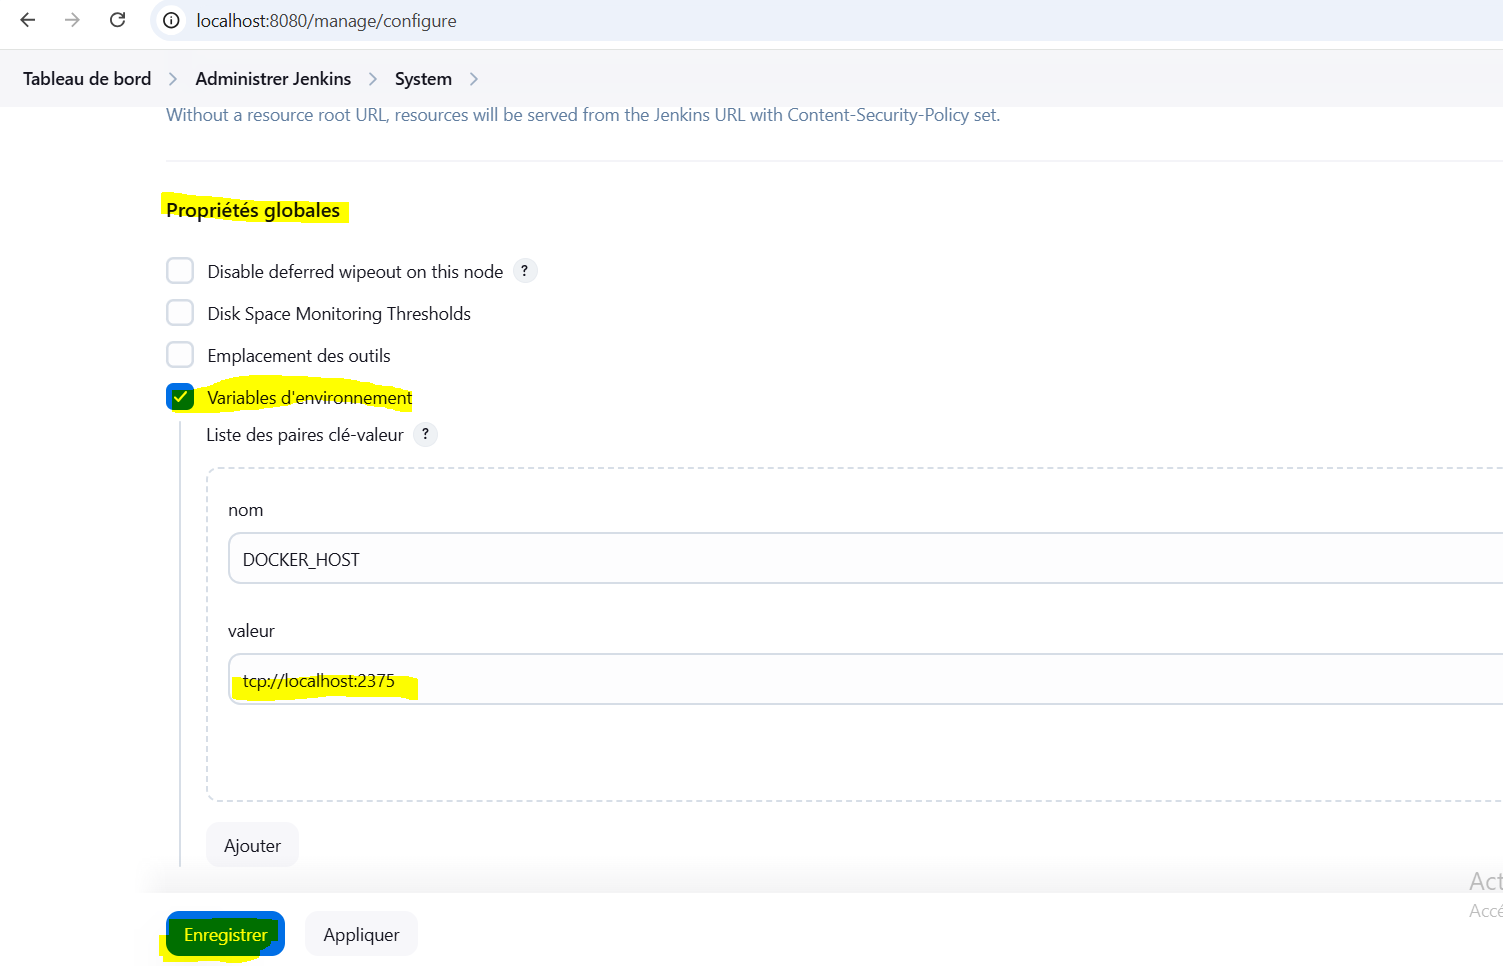 localhost:8080/manage/configure
Tableau de bord > Administrer Jenkins > System >
Without a resource root URL, resources will be served from the Jenkins URL with Content-Security-Policy set.
Propriétés globales
Disable deferred wipeout on this node ?
Disk Space Monitoring Thresholds
Emplacement des outils
Variables d'environnement
Liste des paires clé-valeur ?
nom
DOCKER_HOST
valeur
tcp://localhost:2375
Ajouter
Act
Accé
Enregistrer Appliquer